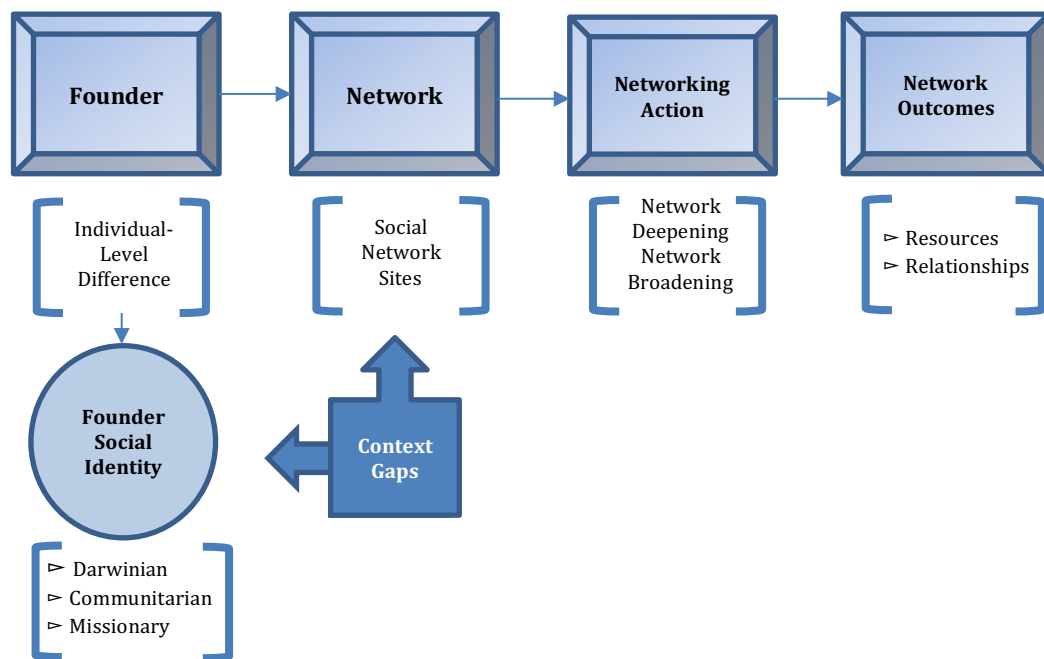 Founder
Network
Networking
Action
Network
Outcomes
Individual-
Level
Difference
Social
Network
Sites
Network
Deepening
Network
Broadening
➢ Resources
➢ Relationships
Founder
Social
Identity
Context
Gaps
➢ Darwinian
➢ Communitarian
➢ Missionary